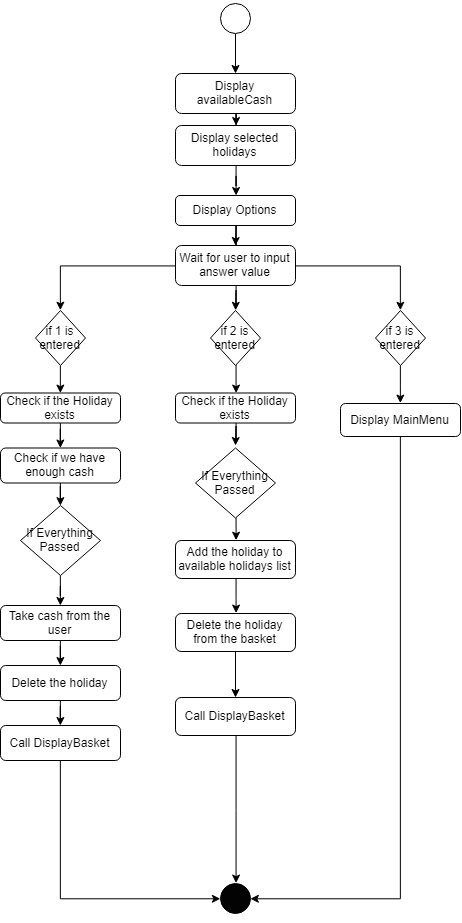 Display
availableCash
Display selected
holidays
Display Options
Wait for user to input
answer value
if 1 is
entered
if 2 is
entered
if 3 is
entered
Check if the Holiday
exists
Check if the Holiday
exists
Display MainMenu
Check if we have
enough cash
If Everything
Passed
If Everything
Passed
Add the holiday to
available holidays list
Take cash from the
user
Delete the holiday
from the basket
Delete the holiday
Call DisplayBasket
Call DisplayBasket